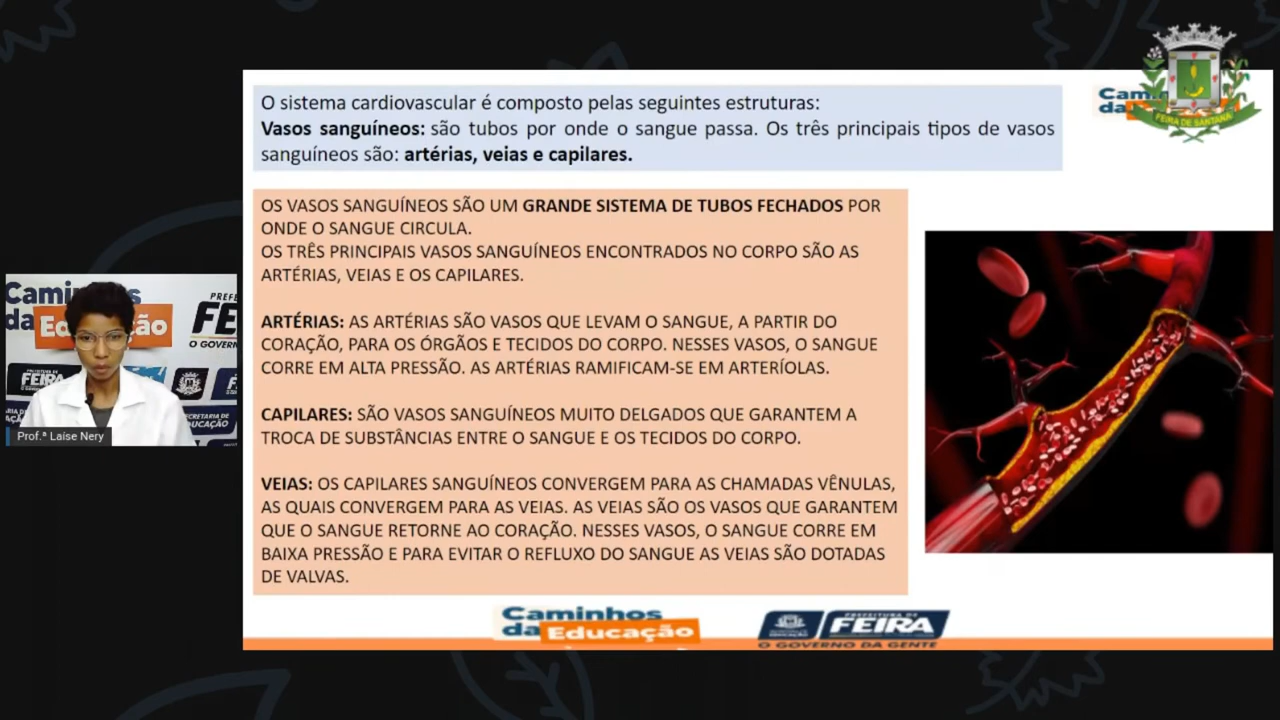 O sistema cardiovascular é composto pelas seguintes estruturas:
Vasos sanguíneos: são tubos por onde o sangue passa. Os três principais tipos de vasos
sanguíneos são: artérias, veias e capilares.
FEIRA DE SANTANA
OS VASOS SANGUÍNEOS SÃO UM GRANDE SISTEMA DE TUBOS FECHADOS POR
ONDE O SANGUE CIRCULA.
OS TRÊS PRINCIPAIS VASOS SANGUÍNEOS ENCONTRADOS NO CORPO SÃO AS
ARTÉRIAS, VEIAS E OS CAPILARES.
ARTÉRIAS: AS ARTÉRIAS SÃO VASOS QUE LEVAM O SANGUE, A PARTIR DO
CORAÇÃO, PARA OS ÓRGÃOS E TECIDOS DO CORPO. NESSES VASOS, O SANGUE
CORRE EM ALTA PRESSÃO. AS ARTÉRIAS RAMIFICAM-SE EM ARTERÍOLAS.
CAPILARES: SÃO VASOS SANGUÍNEOS MUITO DELGADOS QUE GARANTEM A
TROCA DE SUBSTÂNCIAS ENTRE O SANGUE E OS TECIDOS DO CORPO.
VEIAS: OS CAPILARES SANGUÍNEOS CONVERGEM PARA AS CHAMADAS VÊNULAS,
AS QUAIS CONVERGEM PARA AS VEIAS. AS VEIAS SÃO OS VASOS QUE GARANTEM
QUE O SANGUE RETORNE AO CORAÇÃO. NESSES VASOS, O SANGUE CORRE EM
BAIXA PRESSÃO E PARA EVITAR O REFLUXO DO SANGUE AS VEIAS SÃO DOTADAS
DE VALVAS.
Prof.ª Laíse Nery
Caminhos
da Educação
PREFEITURA DE
FEIRA
O GOVERNO DA GENTE